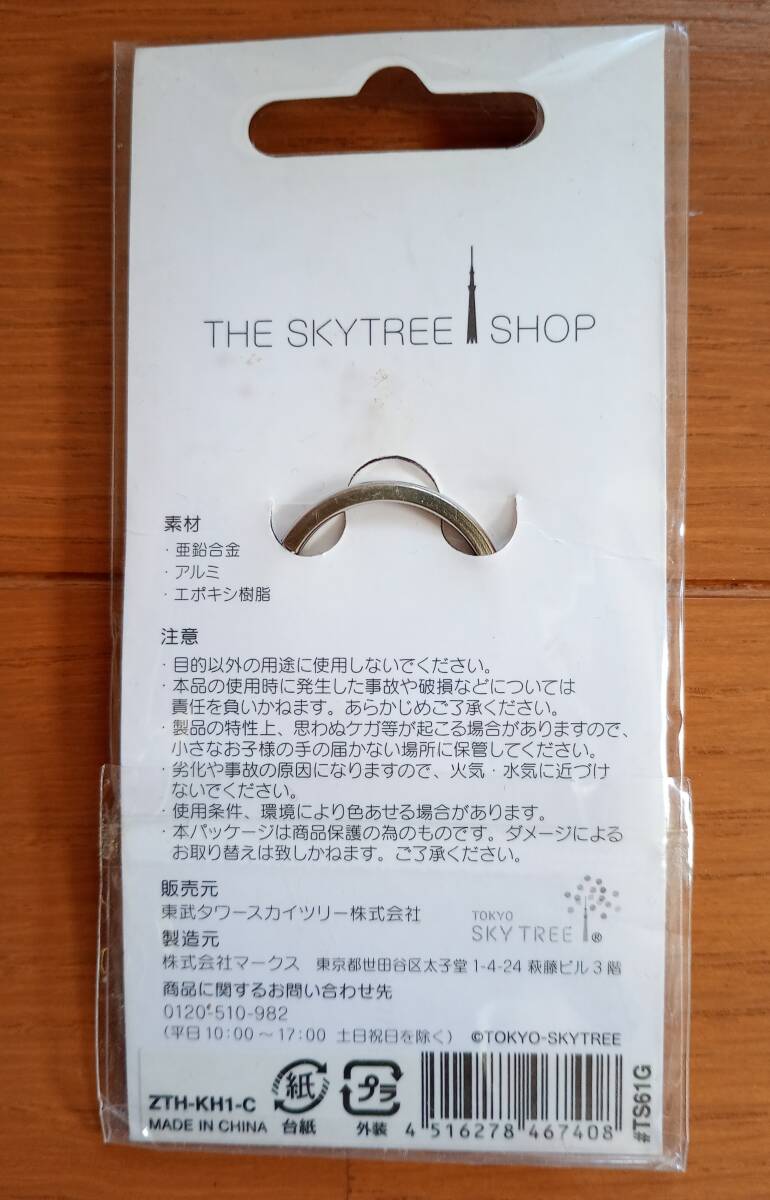 THE SKYTREE SHOP
素材
・亜鉛合金
・アルミ
・エポキシ樹脂
注意
・目的以外の用途に使用しないでください。
・本品の使用時に発生した事故や破損などについては
責任を負いかねます。あらかじめご了承ください。
・製品の特性上、思わぬケガ等が起こる場合がありますので、
小さなお子様の手の届かない場所に保管してください。
・劣化や事故の原因になりますので、火気・水気に近づけ
ないでください。
・使用条件、環境により色あせる場合があります。
・本パッケージは商品保護の為のものです。ダメージによる
お取り替えは致しかねます。ご了承ください。
販売元
東武タワースカイツリー株式会社
TOKYO
SKYTREE®
製造元
株式会社マークス 東京都世田谷区太子堂1-4-24 萩藤ビル3階
商品に関するお問い合わせ先
0120-510-982
(平日10:00～17:00 土日祝日を除く) ©TOKYO-SKYTREE
ZTH-KH1-C
MADE IN CHINA
紙
台紙
プラ
外装
4 516278 467408
#TS61G